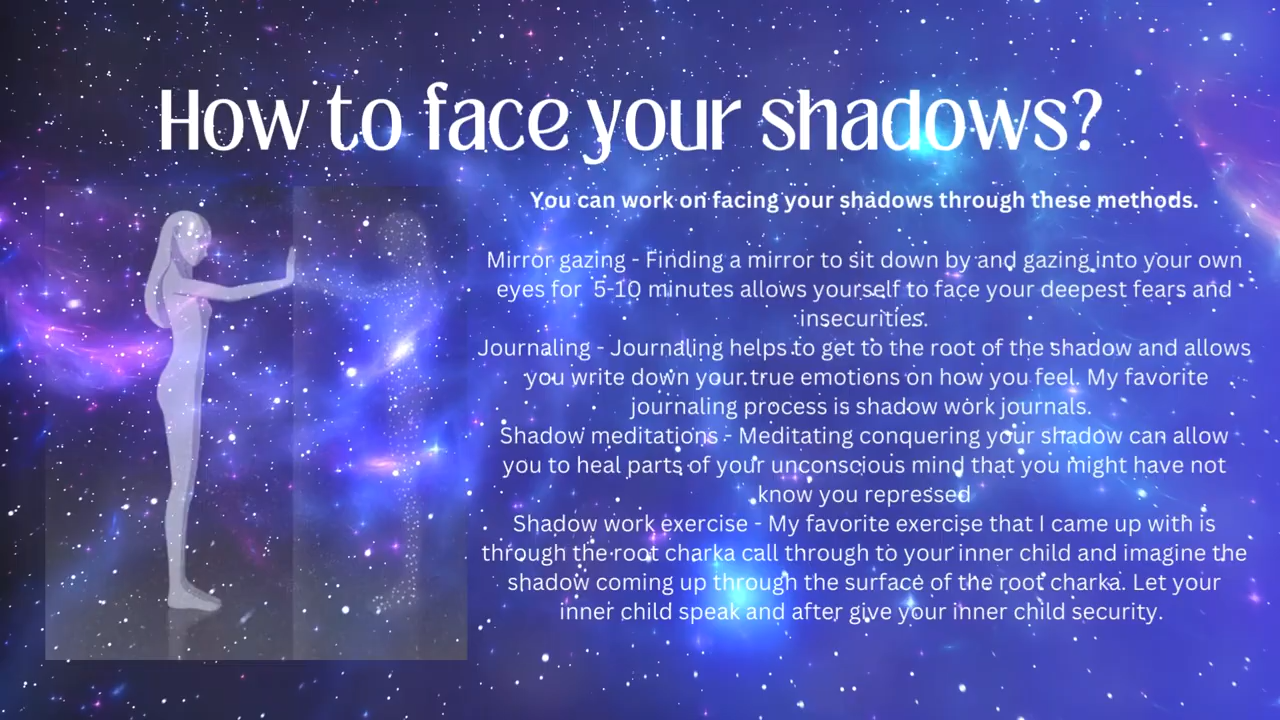 How to face your shadows?
You can work on facing your shadows through these methods.
Mirror gazing - Finding a mirror to sit down by and gazing into your own
eyes for 5-10 minutes allows yourself to face your deepest fears and
insecurities.
Journaling - Journaling helps to get to the root of the shadow and allows
you write down your true emotions on how you feel. My favorite
journaling process is shadow work journals.
Shadow meditations - Meditating conquering your shadow can allow
you to heal parts of your unconscious mind that you might have not
know you repressed
Shadow work exercise - My favorite exercise that I came up with is
through the root charka call through to your inner child and imagine the
shadow coming up through the surface of the root charka. Let your
inner child speak and after give your inner child security.